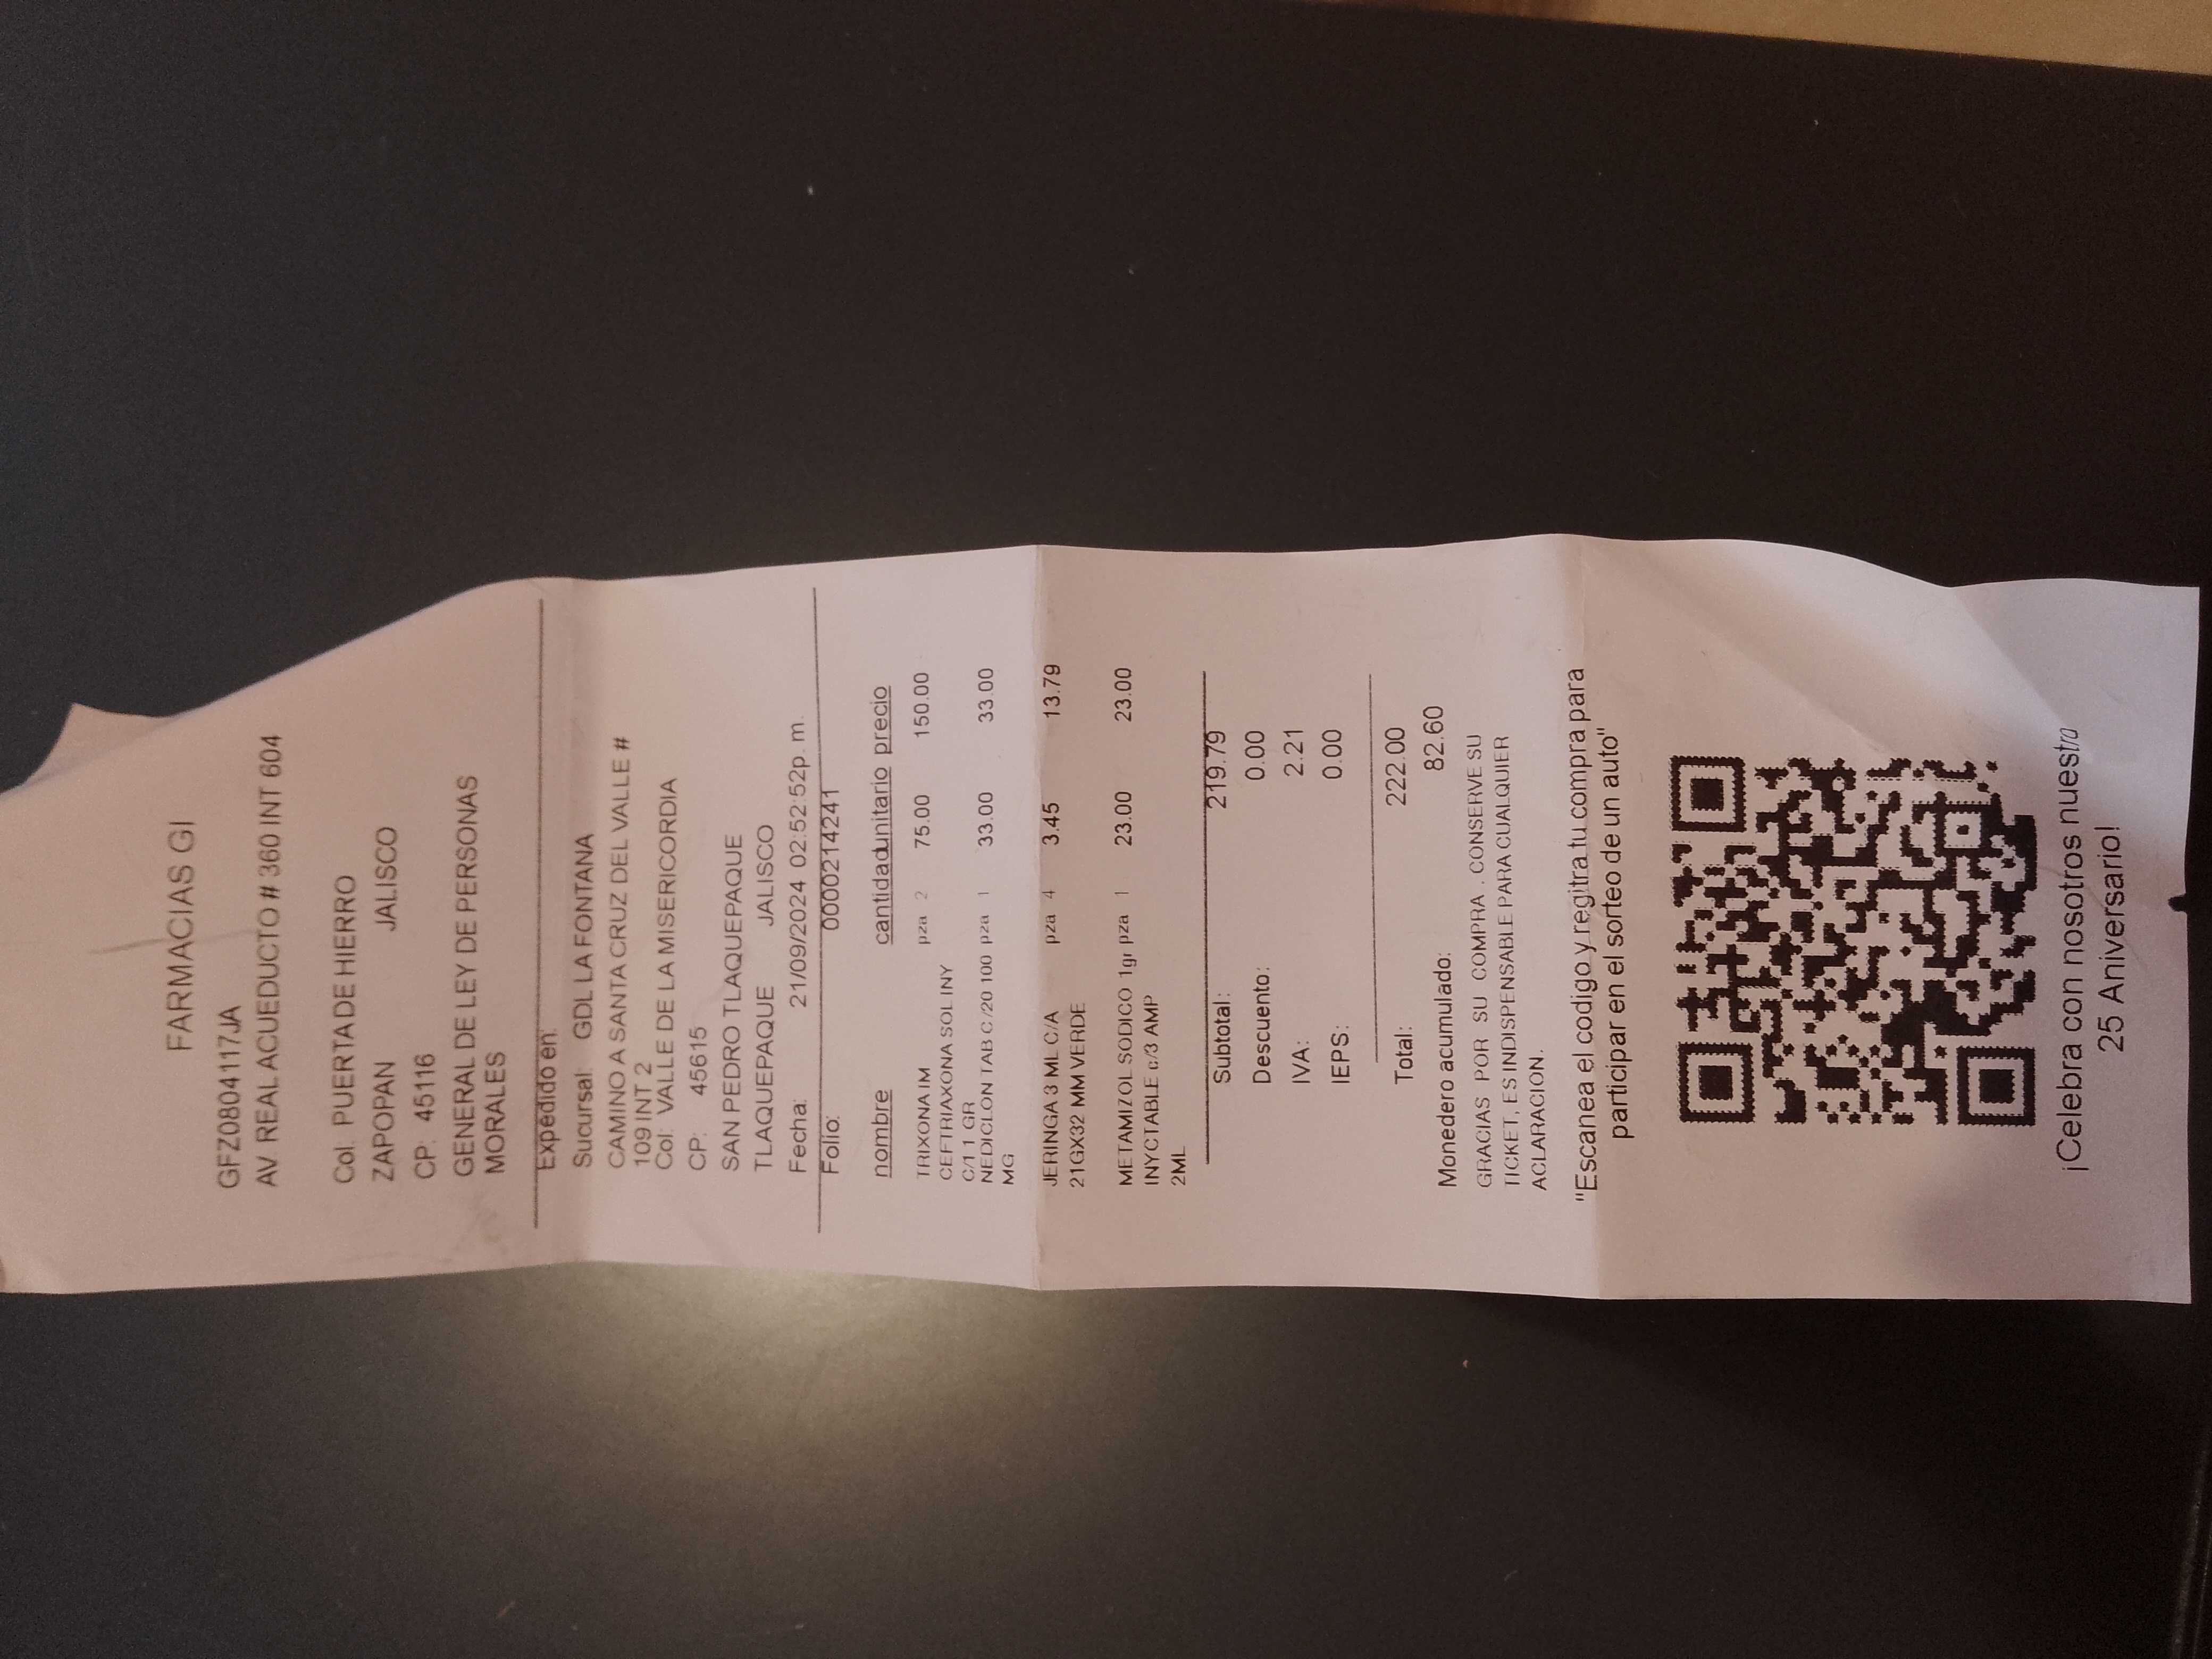 FARMACIAS GI
GFZ0804117JA
AV REAL ACUEDUCTO # 360 INT 604
Col. PUERTA DE HIERRO
ZAPOPAN JALISCO
CP: 45116
GENERAL DE LEY DE PERSONAS
MORALES
Expedido en:
Sucursal: GDL LA FONTANA
CAMINO A SANTA CRUZ DEL VALLE #
109 INT 2
Col: VALLE DE LA MISERICORDIA
CP: 45615
SAN PEDRO TLAQUEPAQUE
TLAQUEPAQUE JALISCO
Fecha: 21/09/2024 02:52:52p. m.
Folio: 0000214241
nombre cantidad unitario precio
TRIXONA IM pza 2 75.00 150.00
CEFTRIAXONA SOL INY
C/1 1 GR
NEDICLON TAB C/20 100 pza 1 33.00 33.00
MG
JERINGA 3 ML C/A pza 4 3.45 13.79
21GX32 MM VERDE
METAMIZOL SODICO 1gr pza 1 23.00 23.00
INYCTABLE c/3 AMP
2ML
Subtotal: 219.79
Descuento: 0.00
IVA: 2.21
IEPS: 0.00
Total: 222.00
Monedero acumulado: 82.60
GRACIAS POR SU COMPRA . CONSERVE SU
TICKET, ES INDISPENSABLE PARA CUALQUIER
ACLARACION.
"Escanea el codigo y regitra tu compra para
participar en el sorteo de un auto"
¡Celebra con nosotros nuestro
25 Aniversario!